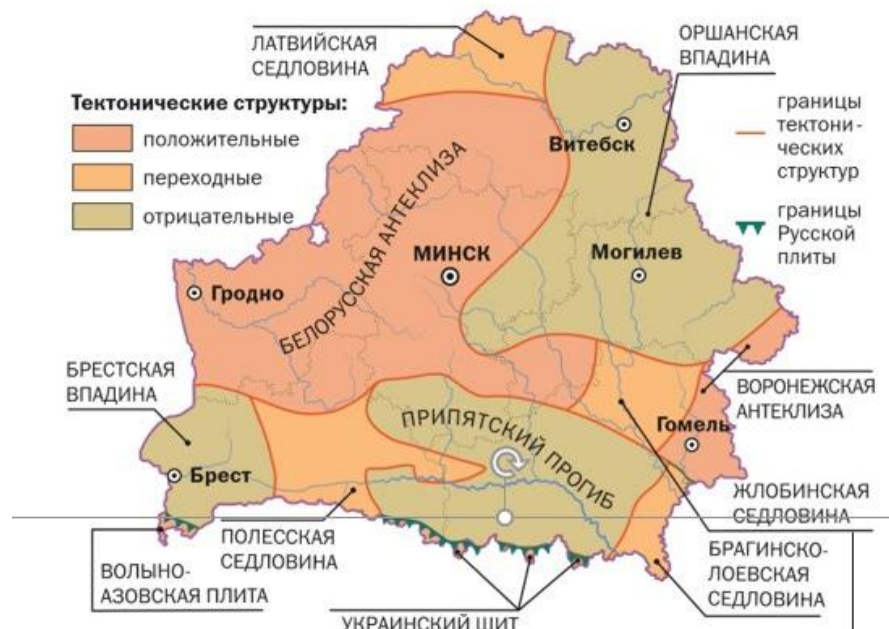 ЛАТВИЙСКАЯ
СЕДЛОВИНА
ОРШАНСКАЯ
ВПАДИНА
Тектонические структуры:
положительные
переходные
отрицательные
границы
тектони-
ческих
структур
границы
Русской
плиты
Витебск
БЕЛОРУССКАЯ АНТЕКЛИЗА
МИНСК
Могилев
Гродно
БРЕСТСКАЯ
ВПАДИНА
ВОРОНЕЖСКАЯ
АНТЕКЛИЗА
ПРИПЯТСКИЙ ПРОГИБ
Гомель
Брест
ЖЛОБИНСКАЯ
СЕДЛОВИНА
ПОЛЕССКАЯ
СЕДЛОВИНА
БРАГИНСКО-
ЛОЕВСКАЯ
СЕДЛОВИНА
ВОЛЫНО-
АЗОВСКАЯ ПЛИТА
УКРАИНСКИЙ ЩИТ